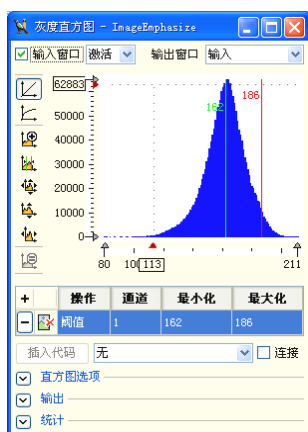 灰度直方图 - ImageEmphasize
输入窗口 激活 输出窗口 输入
62883
50000
40000
30000
20000
10000
0
162
186
80 10 113 211
+ 操作 通道 最小化 最大化
阈值 1 162 186
插入代码 无 连接
直方图选项
输出
统计